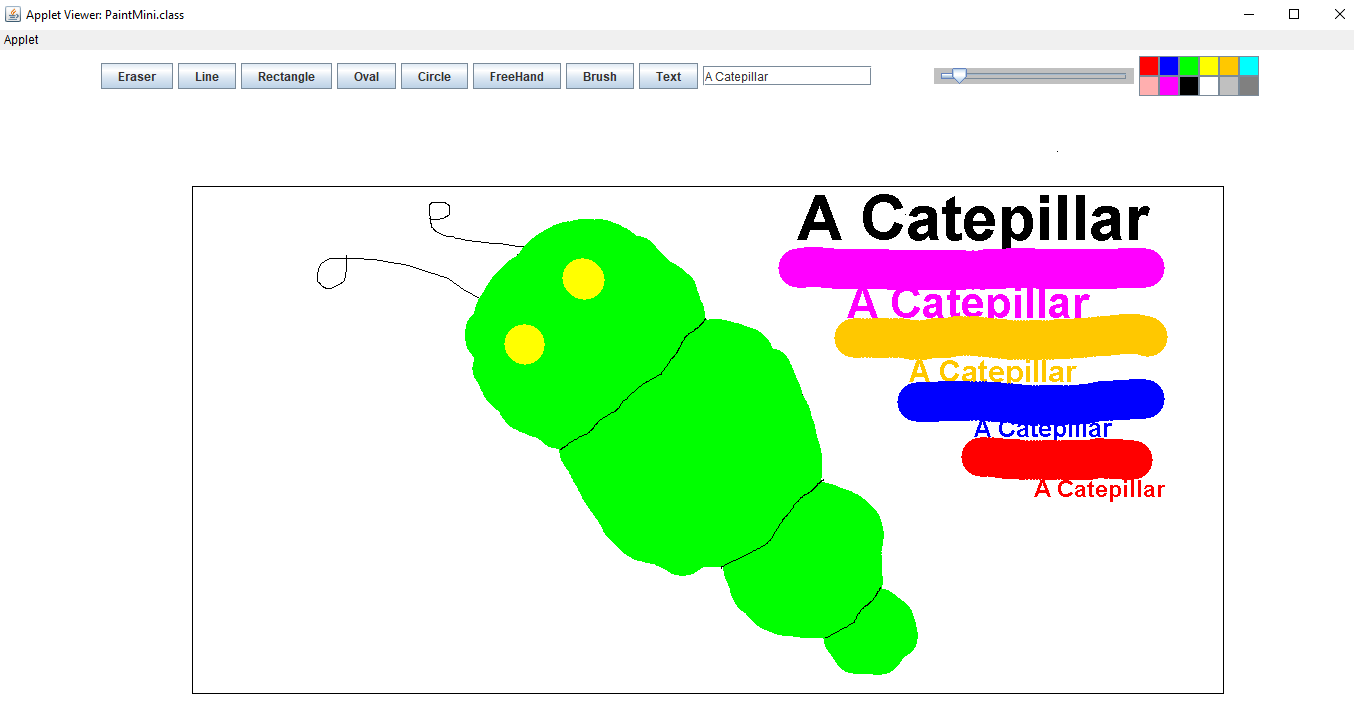 Applet Viewer: PaintMini.class
Applet
Eraser Line Rectangle Oval Circle FreeHand Brush Text A Catepillar
A Catepillar
A Catepillar
A Catepillar
A Catepillar
A Catepillar